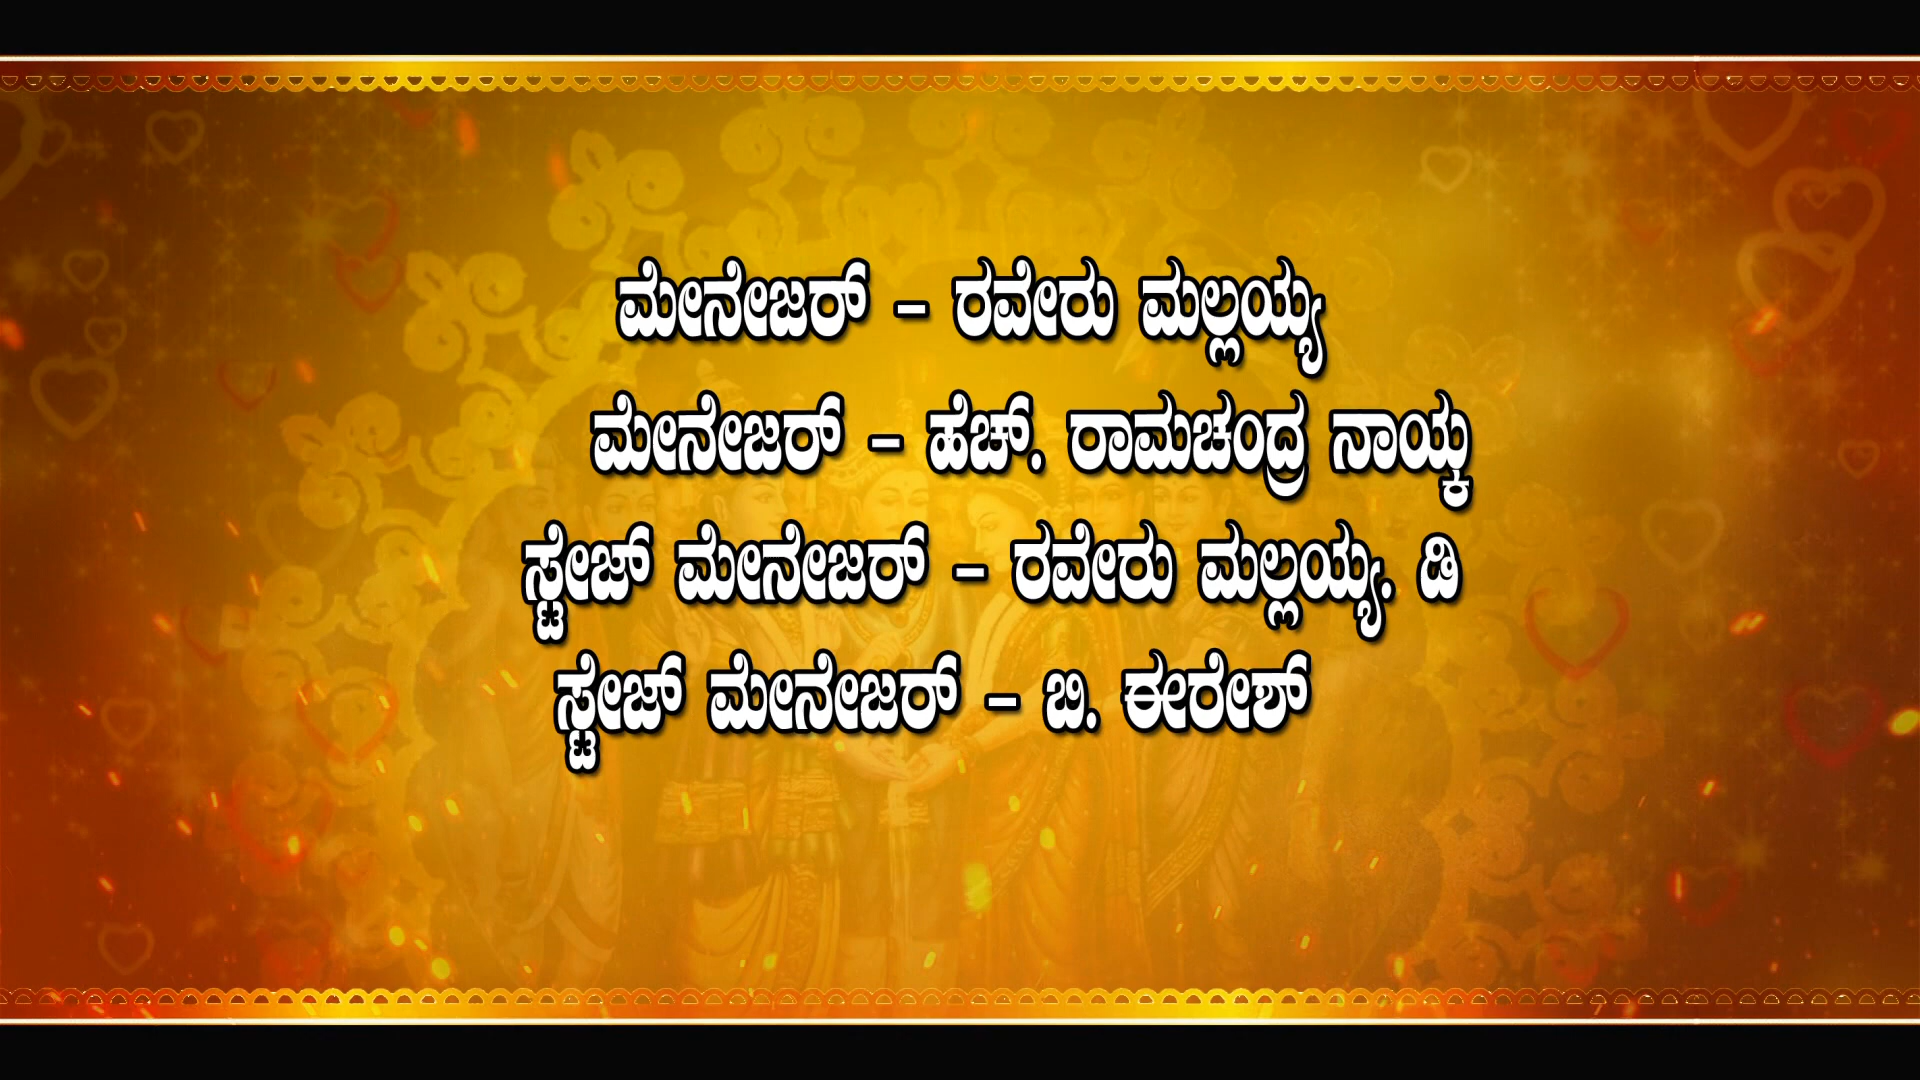 ಮೇನೇಜರ್ – ರವೇರು ಮಲ್ಲಯ್ಯ
ಮೇನೇಜರ್ – ಹೆಚ್. ರಾಮಚಂದ್ರ ನಾಯ್ಕ
ಸ್ಟೇಜ್ ಮೇನೇಜರ್ – ರವೇರು ಮಲ್ಲಯ್ಯ. ಡಿ
ಸ್ಟೇಜ್ ಮೇನೇಜರ್ – ಬಿ. ಈರೇಶ್